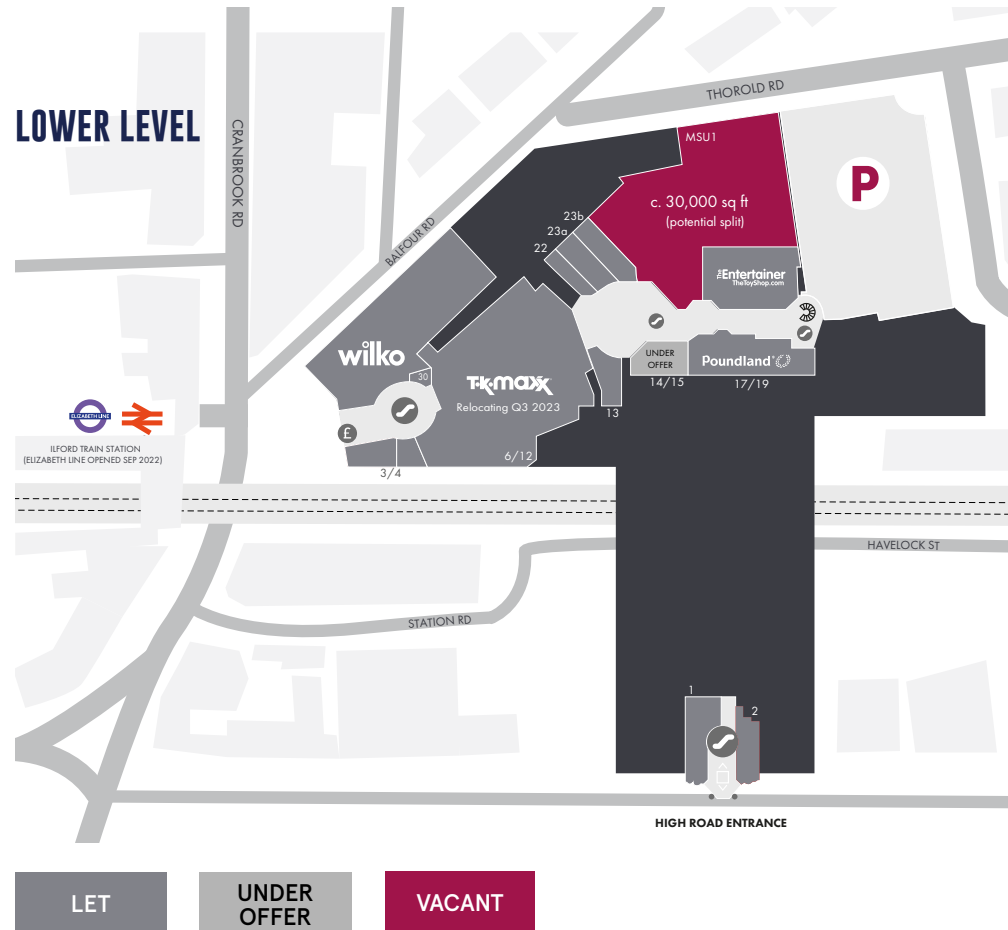 LOWER LEVEL
CRANBROOK RD
THOROLD RD
BALFOUR RD
MSU1
c. 30,000 sq ft
(potential split)
P
23b
23a
22
The Entertainer
TheToyShop.com
wilko
30
TK maxx
Relocating Q3 2023
UNDER
OFFER
14/15
Poundland
17/19
13
£
6/12
3/4
ELIZABETH LINE
ILFORD TRAIN STATION
(ELIZABETH LINE OPENED SEP 2022)
HAVELOCK ST
STATION RD
1
2
HIGH ROAD ENTRANCE
LET
UNDER
OFFER
VACANT